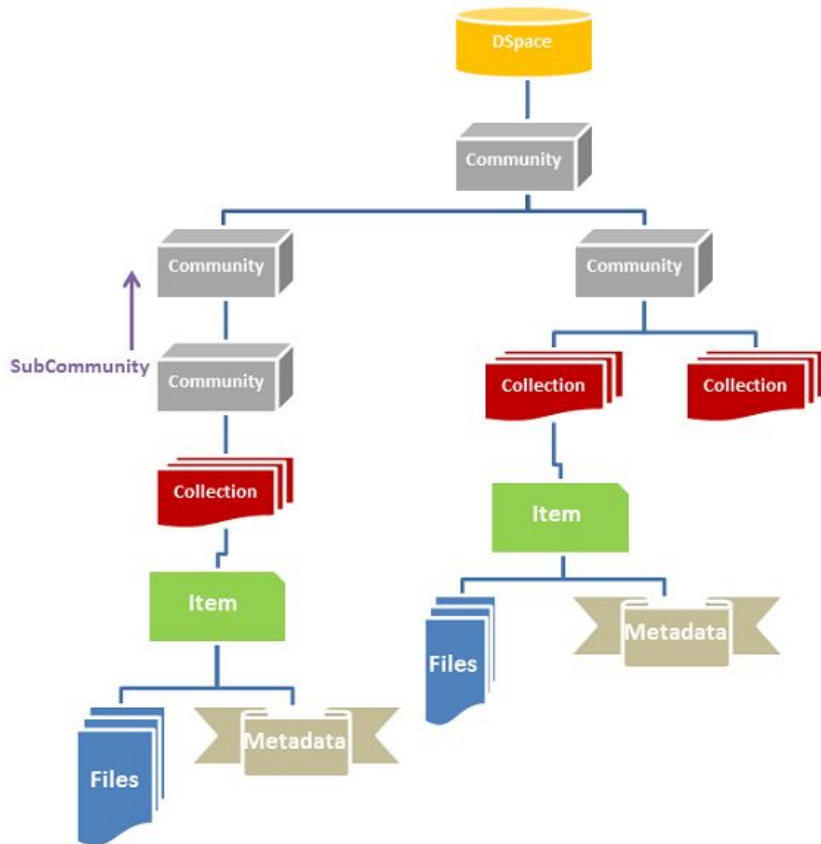 DSpace
Community
Community
Community
SubCommunity
Community
Collection
Collection
Collection
Item
Item
Files
Metadata
Files
Metadata